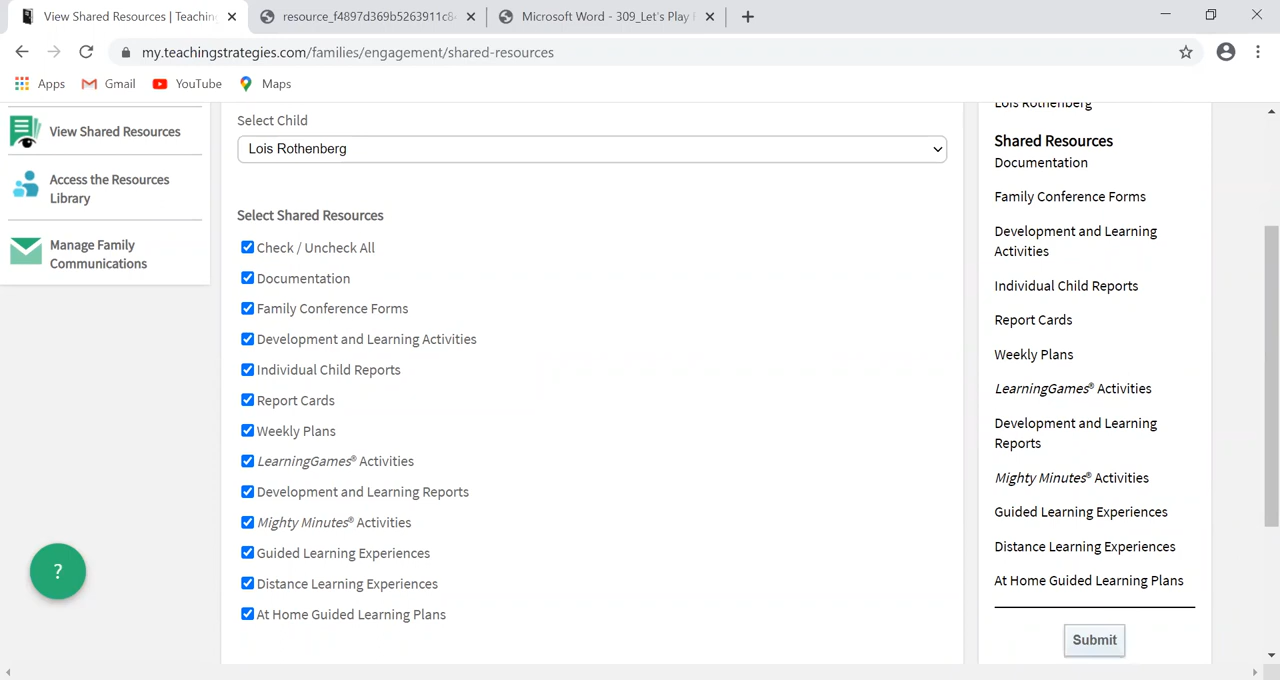 View Shared Resources | Teachin
resource_f4897d369b5263911c84
Microsoft Word - 309_Let's Play
my.teachingstrategies.com/families/engagement/shared-resources
Apps
Gmail
YouTube
Maps
View Shared Resources
Access the Resources
Library
Manage Family
Communications
?
Select Child
Lois Rothenberg
Select Shared Resources
Check / Uncheck All
Documentation
Family Conference Forms
Development and Learning Activities
Individual Child Reports
Report Cards
Weekly Plans
LearningGames® Activities
Development and Learning Reports
Mighty Minutes® Activities
Guided Learning Experiences
Distance Learning Experiences
At Home Guided Learning Plans
Lois Rothenberg
Shared Resources
Documentation
Family Conference Forms
Development and Learning
Activities
Individual Child Reports
Report Cards
Weekly Plans
LearningGames® Activities
Development and Learning
Reports
Mighty Minutes® Activities
Guided Learning Experiences
Distance Learning Experiences
At Home Guided Learning Plans
Submit